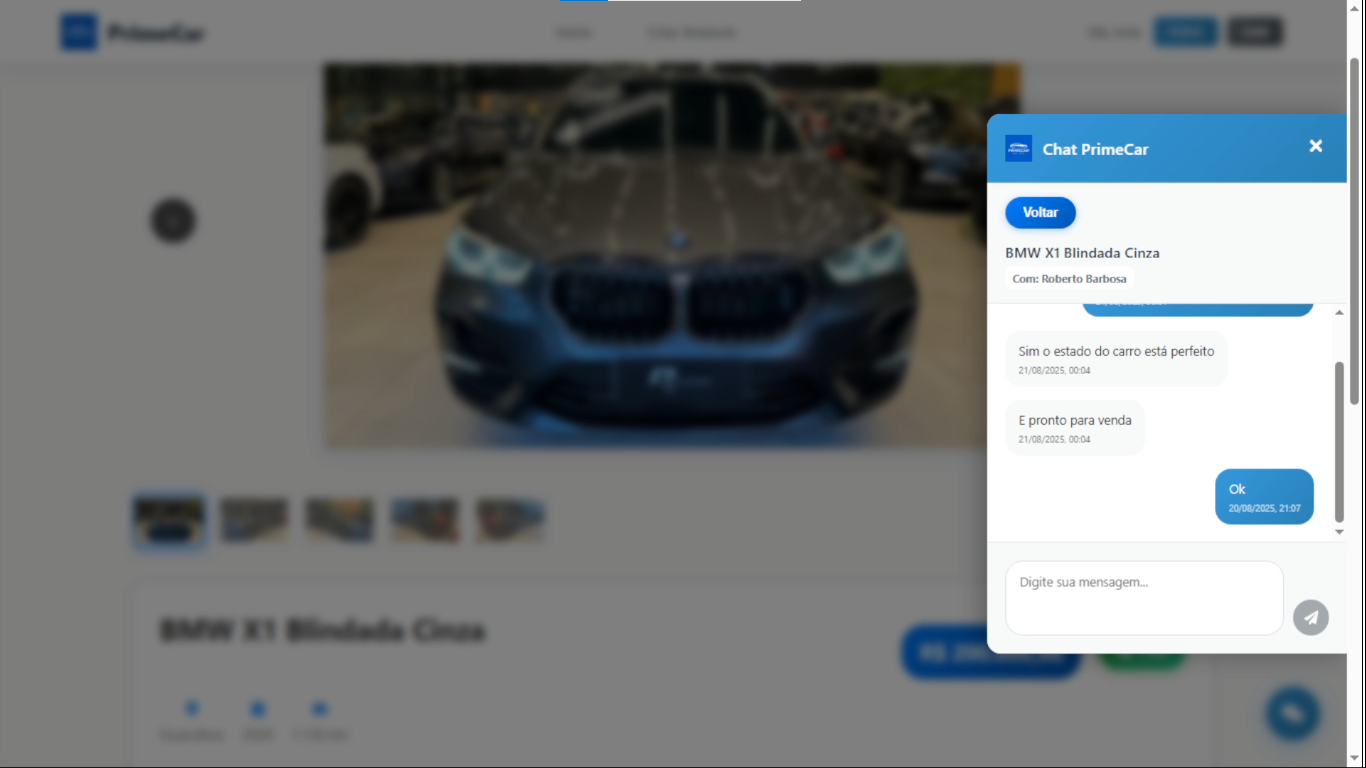 PrimeCar
Chat PrimeCar
Voltar
BMW X1 Blindada Cinza
Com: Roberto Barbosa
Sim o estado do carro está perfeito
21/08/2025, 00:04
E pronto para venda
21/08/2025, 00:04
Ok
20/08/2025, 21:07
Digite sua mensagem...
BMW X1 Blindada Cinza